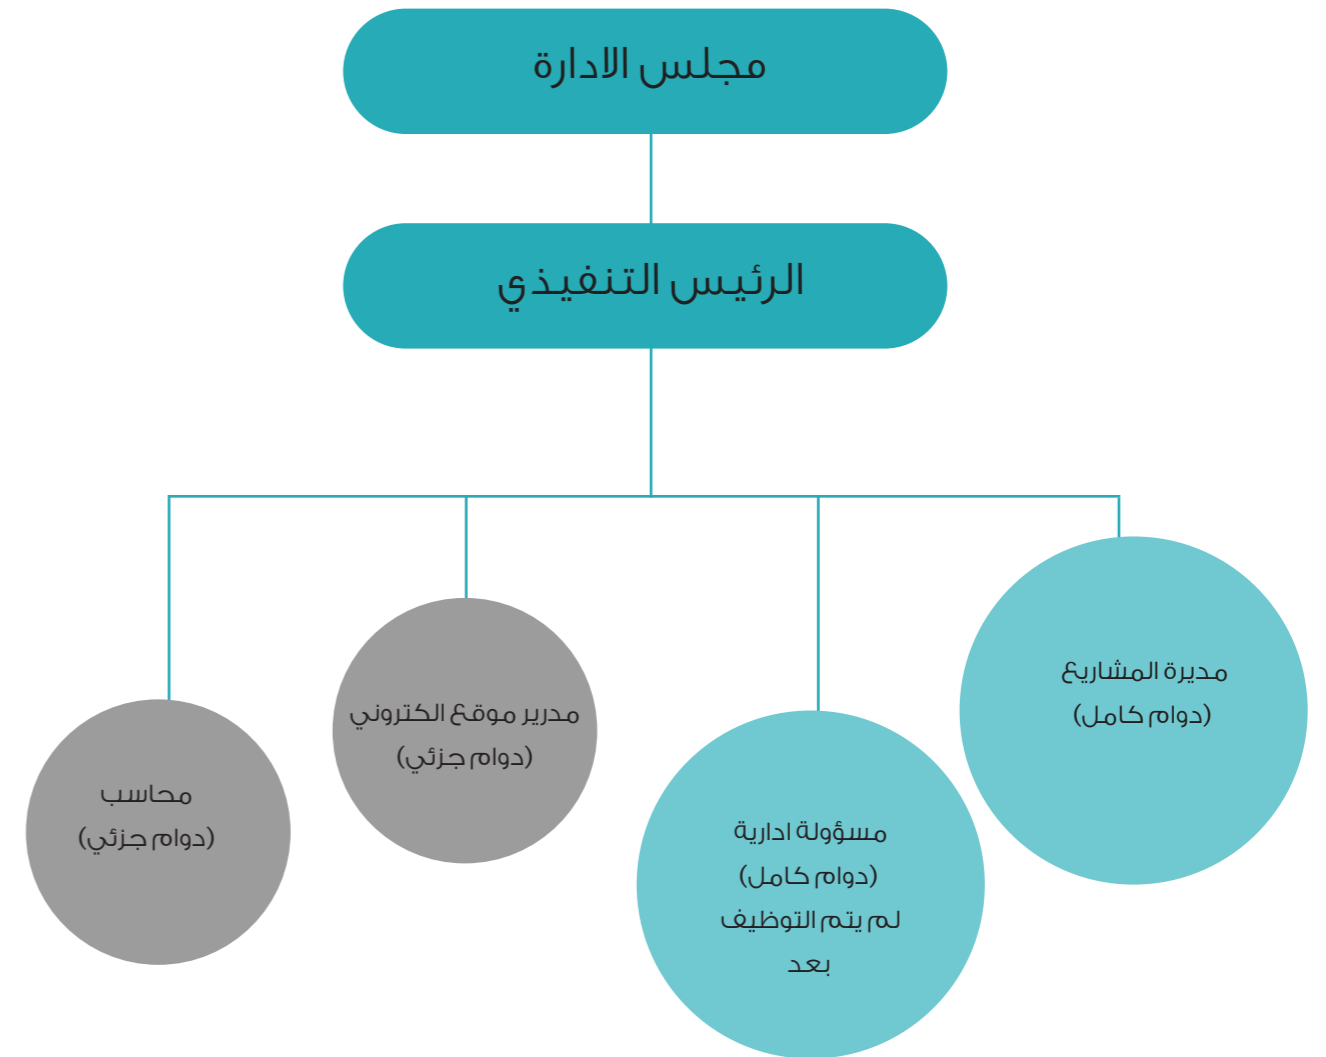 مجلس الادارة
الرئيس التنفيذي
مديرة المشاريع
(دوام كامل)
مسؤولة ادارية
(دوام كامل)
لم يتم التوظيف
بعد
مدرير موقع الكتروني
(دوام جزئي)
محاسب
(دوام جزئي)